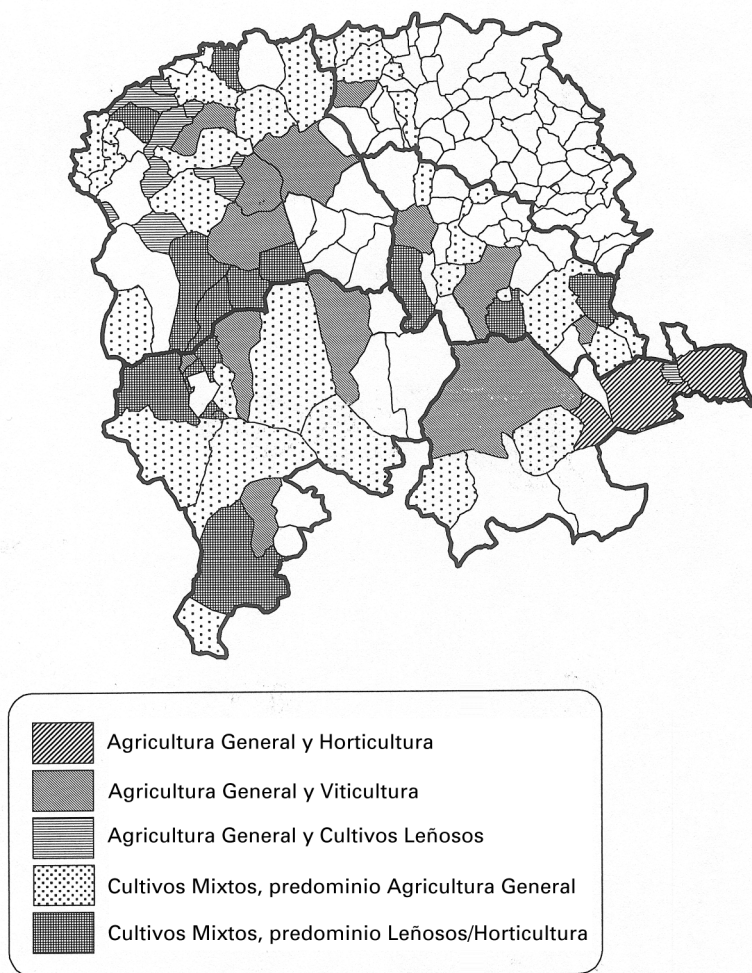 Agricultura General y Horticultura
Agricultura General y Viticultura
Agricultura General y Cultivos Leñosos
Cultivos Mixtos, predominio Agricultura General
Cultivos Mixtos, predominio Leñosos/Horticultura